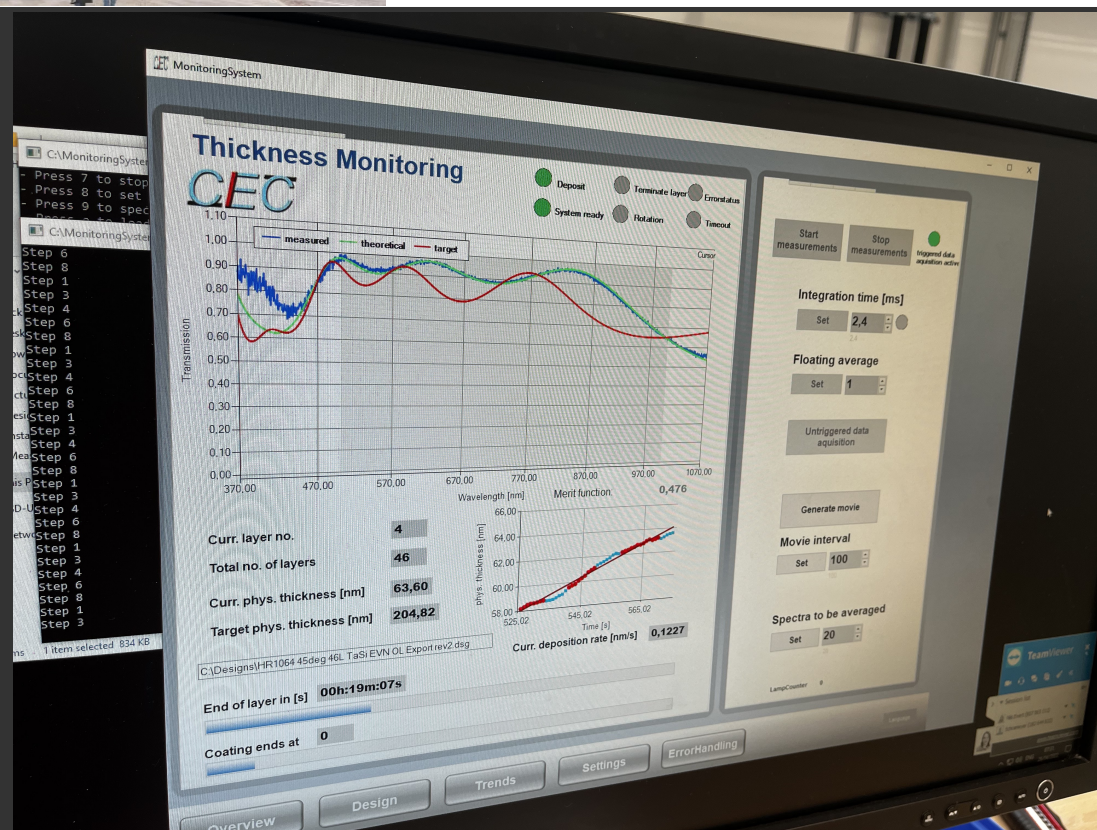 MonitoringSystem
C:\MonitoringSyste
- Press 7 to stop
- Press 8 to set
- Press 9 to spec
C:\MonitoringSyste
Step 6
Step 8
Step 1
Step 3
Step 4
Step 6
Step 8
Step 1
Step 3
Step 4
Step 6
Step 8
Step 1
Step 3
Step 4
Step 6
Step 8
Step 1
Step 3
Step 4
Step 6
Step 8
Step 1
Step 3
Step 4
Step 6
Step 8
Step 1
Step 3
1 item selected 834 KB
Thickness Monitoring
CEC
Deposit
Terminate layer
Errorstatus
System ready
Rotation
Timeout
measured
theoretical
target
Cursor
1,10
1,00
0,90
0,80
0,70
0,60
0,50
0,40
0,30
0,20
0,10
0,00
Transmission
370,00 470,00 570,00 670,00 770,00 870,00 970,00 1070,00
Wavelength [nm]
Merit function:
0,476
Curr. layer no.
4
Total no. of layers
46
Curr. phys. thickness [nm]
63,60
Target phys. thickness [nm]
204,82
phys. thickness [nm]
66,00
64,00
62,00
60,00
58,00
525,02 545,02 565,02
Time [s]
Curr. deposition rate [nm/s]
0,1227
C:\Designs\HR1064 45deg 46L TaSi EVN OL Export rev2.dsg
End of layer in [s]
00h:19m:07s
Coating ends at
0
Overview
Design
Trends
Settings
ErrorHandling
Start
measurements
Stop
measurements
triggered data
aquisition active
Integration time [ms]
Set
2,4
Floating average
Set
1
Untriggered data
aquisition
Generate movie
Movie interval
Set
100
Spectra to be averaged
Set
20
LampCounter
TeamViewer